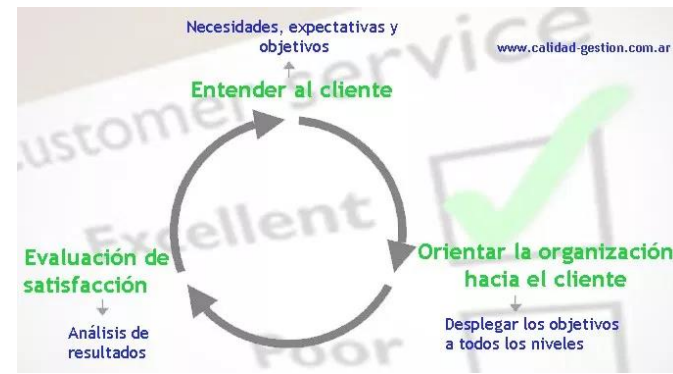 Necesidades, expectativas y
objetivos
www.calidad-gestion.com.ar
Entender al cliente
Customer service
Excellent
Evaluación de
satisfacción
Orientar la organización
hacia el cliente
Análisis de
resultados
Desplegar los objetivos
a todos los niveles
Poor